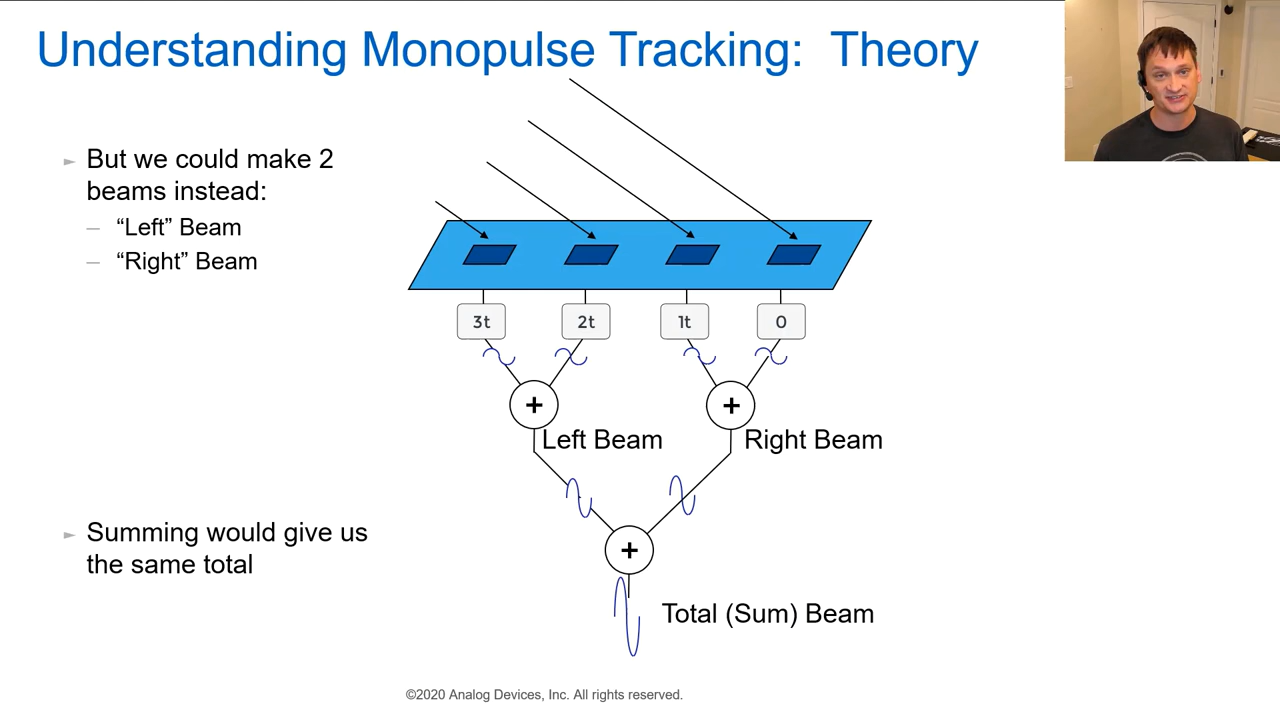 Understanding Monopulse Tracking: Theory
But we could make 2
beams instead:
– “Left” Beam
– “Right” Beam
3t
2t
1t
0
+
+
Left Beam
Right Beam
Summing would give us
the same total
+
Total (Sum) Beam
©2020 Analog Devices, Inc. All rights reserved.